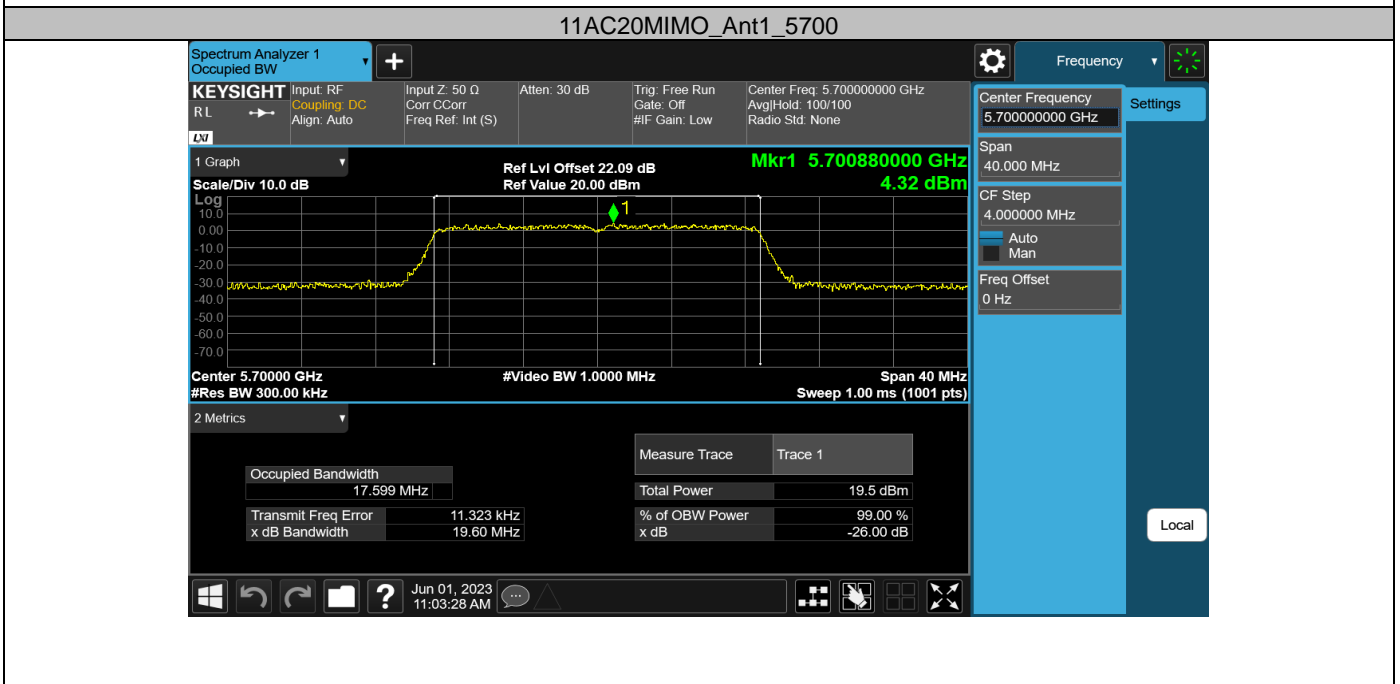 11AC20MIMO_Ant1_5700
Spectrum Analyzer 1
Occupied BW
+
Frequency
KEYSIGHT
RL
LXI
Input: RF
Coupling: DC
Align: Auto
Input Z: 50 Ω
Corr CCorr
Freq Ref: Int (S)
Atten: 30 dB
Trig: Free Run
Gate: Off
#IF Gain: Low
Center Freq: 5.700000000 GHz
Avg|Hold: 100/100
Radio Std: None
Center Frequency
5.700000000 GHz
Settings
Span
40.000 MHz
CF Step
4.000000 MHz
Auto
Man
Freq Offset
0 Hz
Local
1 Graph
Scale/Div 10.0 dB
Ref Lvl Offset 22.09 dB
Ref Value 20.00 dBm
Mkr1 5.700880000 GHz
4.32 dBm
Log
1
10.0
0.00
-10.0
-20.0
-30.0
-40.0
-50.0
-60.0
-70.0
Center 5.70000 GHz
#Res BW 300.00 kHz
#Video BW 1.0000 MHz
Span 40 MHz
Sweep 1.00 ms (1001 pts)
2 Metrics
Measure Trace Trace 1
Occupied Bandwidth
17.599 MHz
Total Power 19.5 dBm
Transmit Freq Error 11.323 kHz
% of OBW Power 99.00 %
x dB Bandwidth 19.60 MHz
x dB -26.00 dB
?
Jun 01, 2023
11:03:28 AM